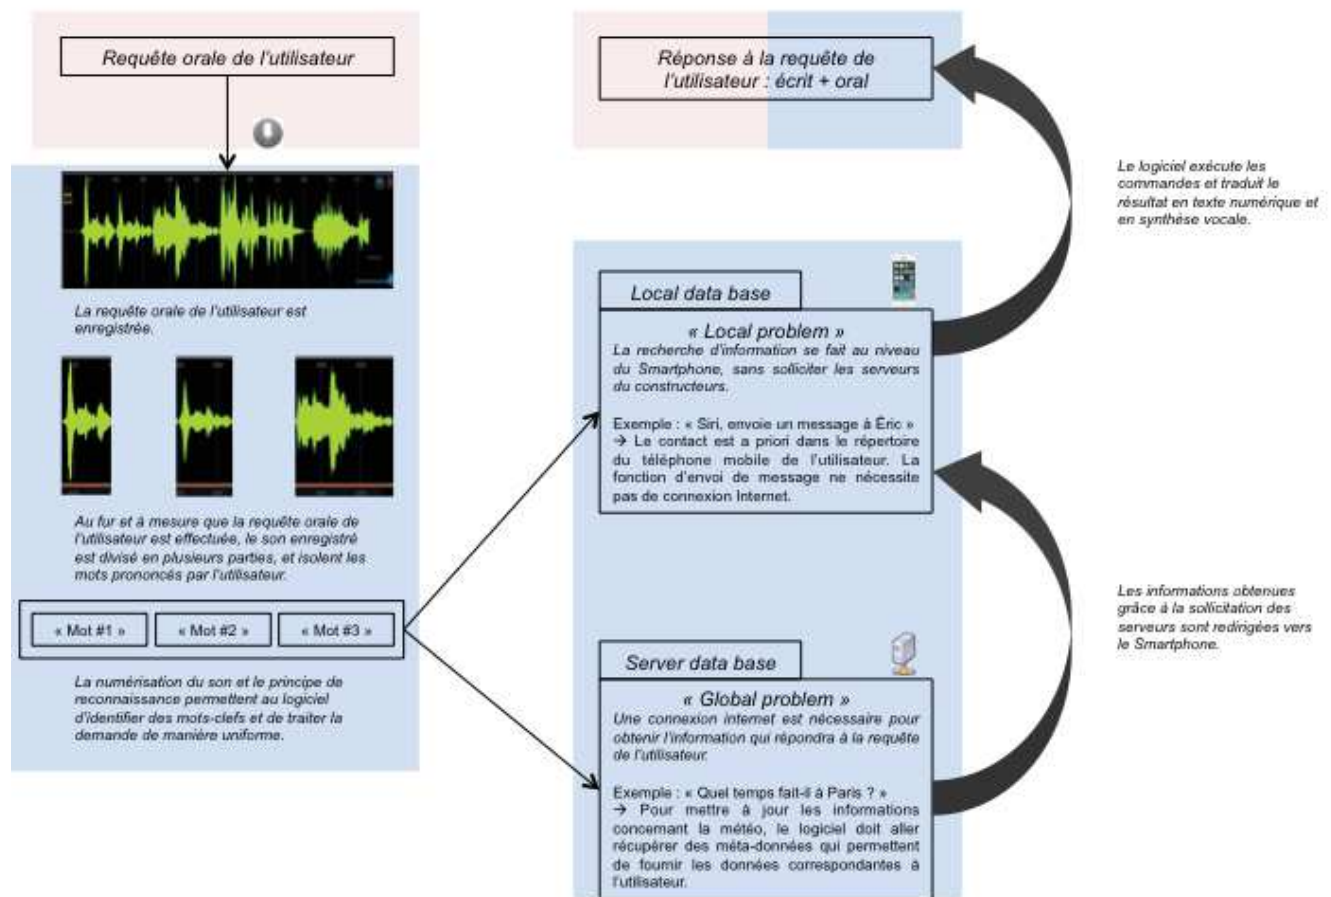 Requête orale de l'utilisateur
La requête orale de l'utilisateur est
enregistrée.
Au fur et à mesure que la requête orale de
l'utilisateur est effectuée, le son enregistré
est divisé en plusieurs parties, et isolent les
mots prononcés par l'utilisateur.
« Mot #1 »
« Mot #2 »
« Mot #3 »
La numérisation du son et le principe de
reconnaissance permettent au logiciel
d'identifier des mots-clefs et de traiter la
demande de manière uniforme.
Réponse à la requête de
l'utilisateur : écrit + oral
Local data base
« Local problem »
La recherche d'information se fait au niveau
du Smartphone, sans solliciter les serveurs
du constructeurs.
Exemple : « Siri, envoie un message à Éric »
→ Le contact est a priori dans le répertoire
du téléphone mobile de l'utilisateur. La
fonction d'envoi de message ne nécessite
pas de connexion Internet.
Server data base
« Global problem »
Une connexion internet est nécessaire pour
obtenir l'information qui répondra à la requête
de l'utilisateur.
Exemple : « Quel temps fait-il à Paris ? »
→ Pour mettre à jour les informations
concernant la météo, le logiciel doit aller
récupérer des méta-données qui permettent
de fournir les données correspondantes à
l'utilisateur.
Le logiciel exécute les
commandes et traduit le
résultat en texte numérique et
en synthèse vocale.
Les informations obtenues
grâce à la sollicitation des
serveurs sont redirigées vers
le Smartphone.